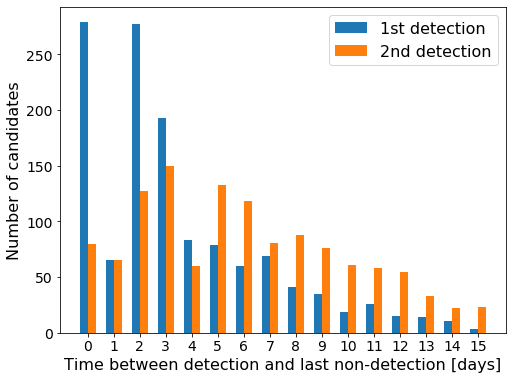 1st detection
2nd detection
Number of candidates
250
200
150
100
50
0
0 1 2 3 4 5 6 7 8 9 10 11 12 13 14 15
Time between detection and last non-detection [days]